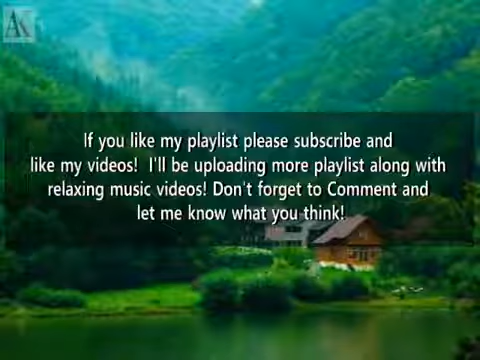 AK
If you like my playlist please subscribe and
like my videos!  I'll be uploading more playlist along with
relaxing music videos! Don't forget to Comment and
let me know what you think!